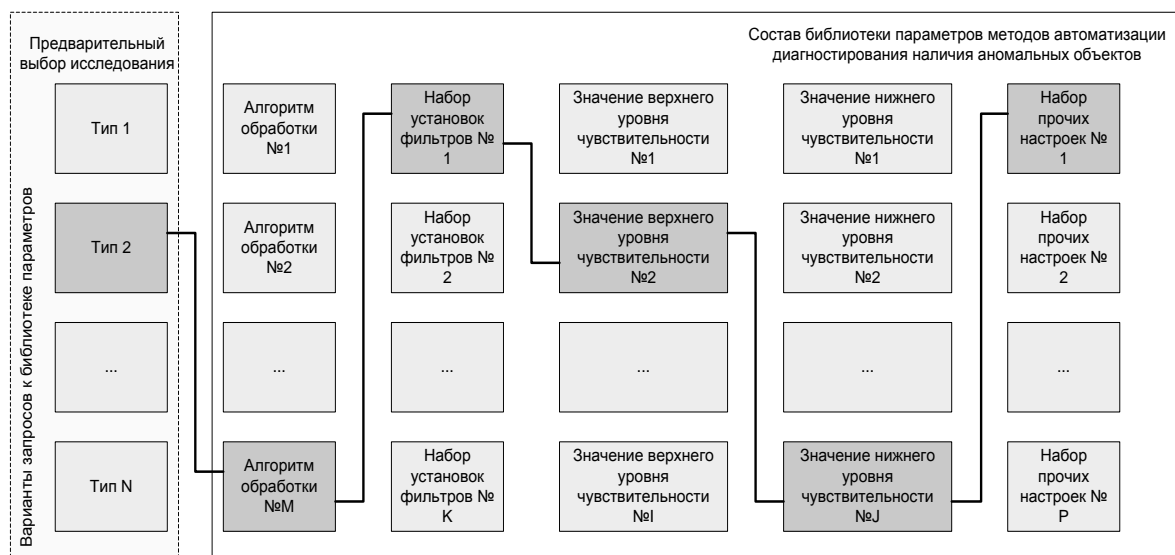 Предварительный
выбор исследования
Состав библиотеки параметров методов автоматизации
диагностирования наличия аномальных объектов
Варианты запросов к библиотеке параметров
Тип 1
Алгоритм
обработки
№1
Набор
установок
фильтров №
1
Значение верхнего
уровня
чувствительности
№1
Значение нижнего
уровня
чувствительности
№1
Набор
прочих
настроек №
1
Тип 2
Алгоритм
обработки
№2
Набор
установок
фильтров №
2
Значение верхнего
уровня
чувствительности
№2
Значение нижнего
уровня
чувствительности
№2
Набор
прочих
настроек №
2
...
...
...
...
...
...
Тип N
Алгоритм
обработки
№M
Набор
установок
фильтров №
K
Значение верхнего
уровня
чувствительности
№I
Значение нижнего
уровня
чувствительности
№J
Набор
прочих
настроек №
P